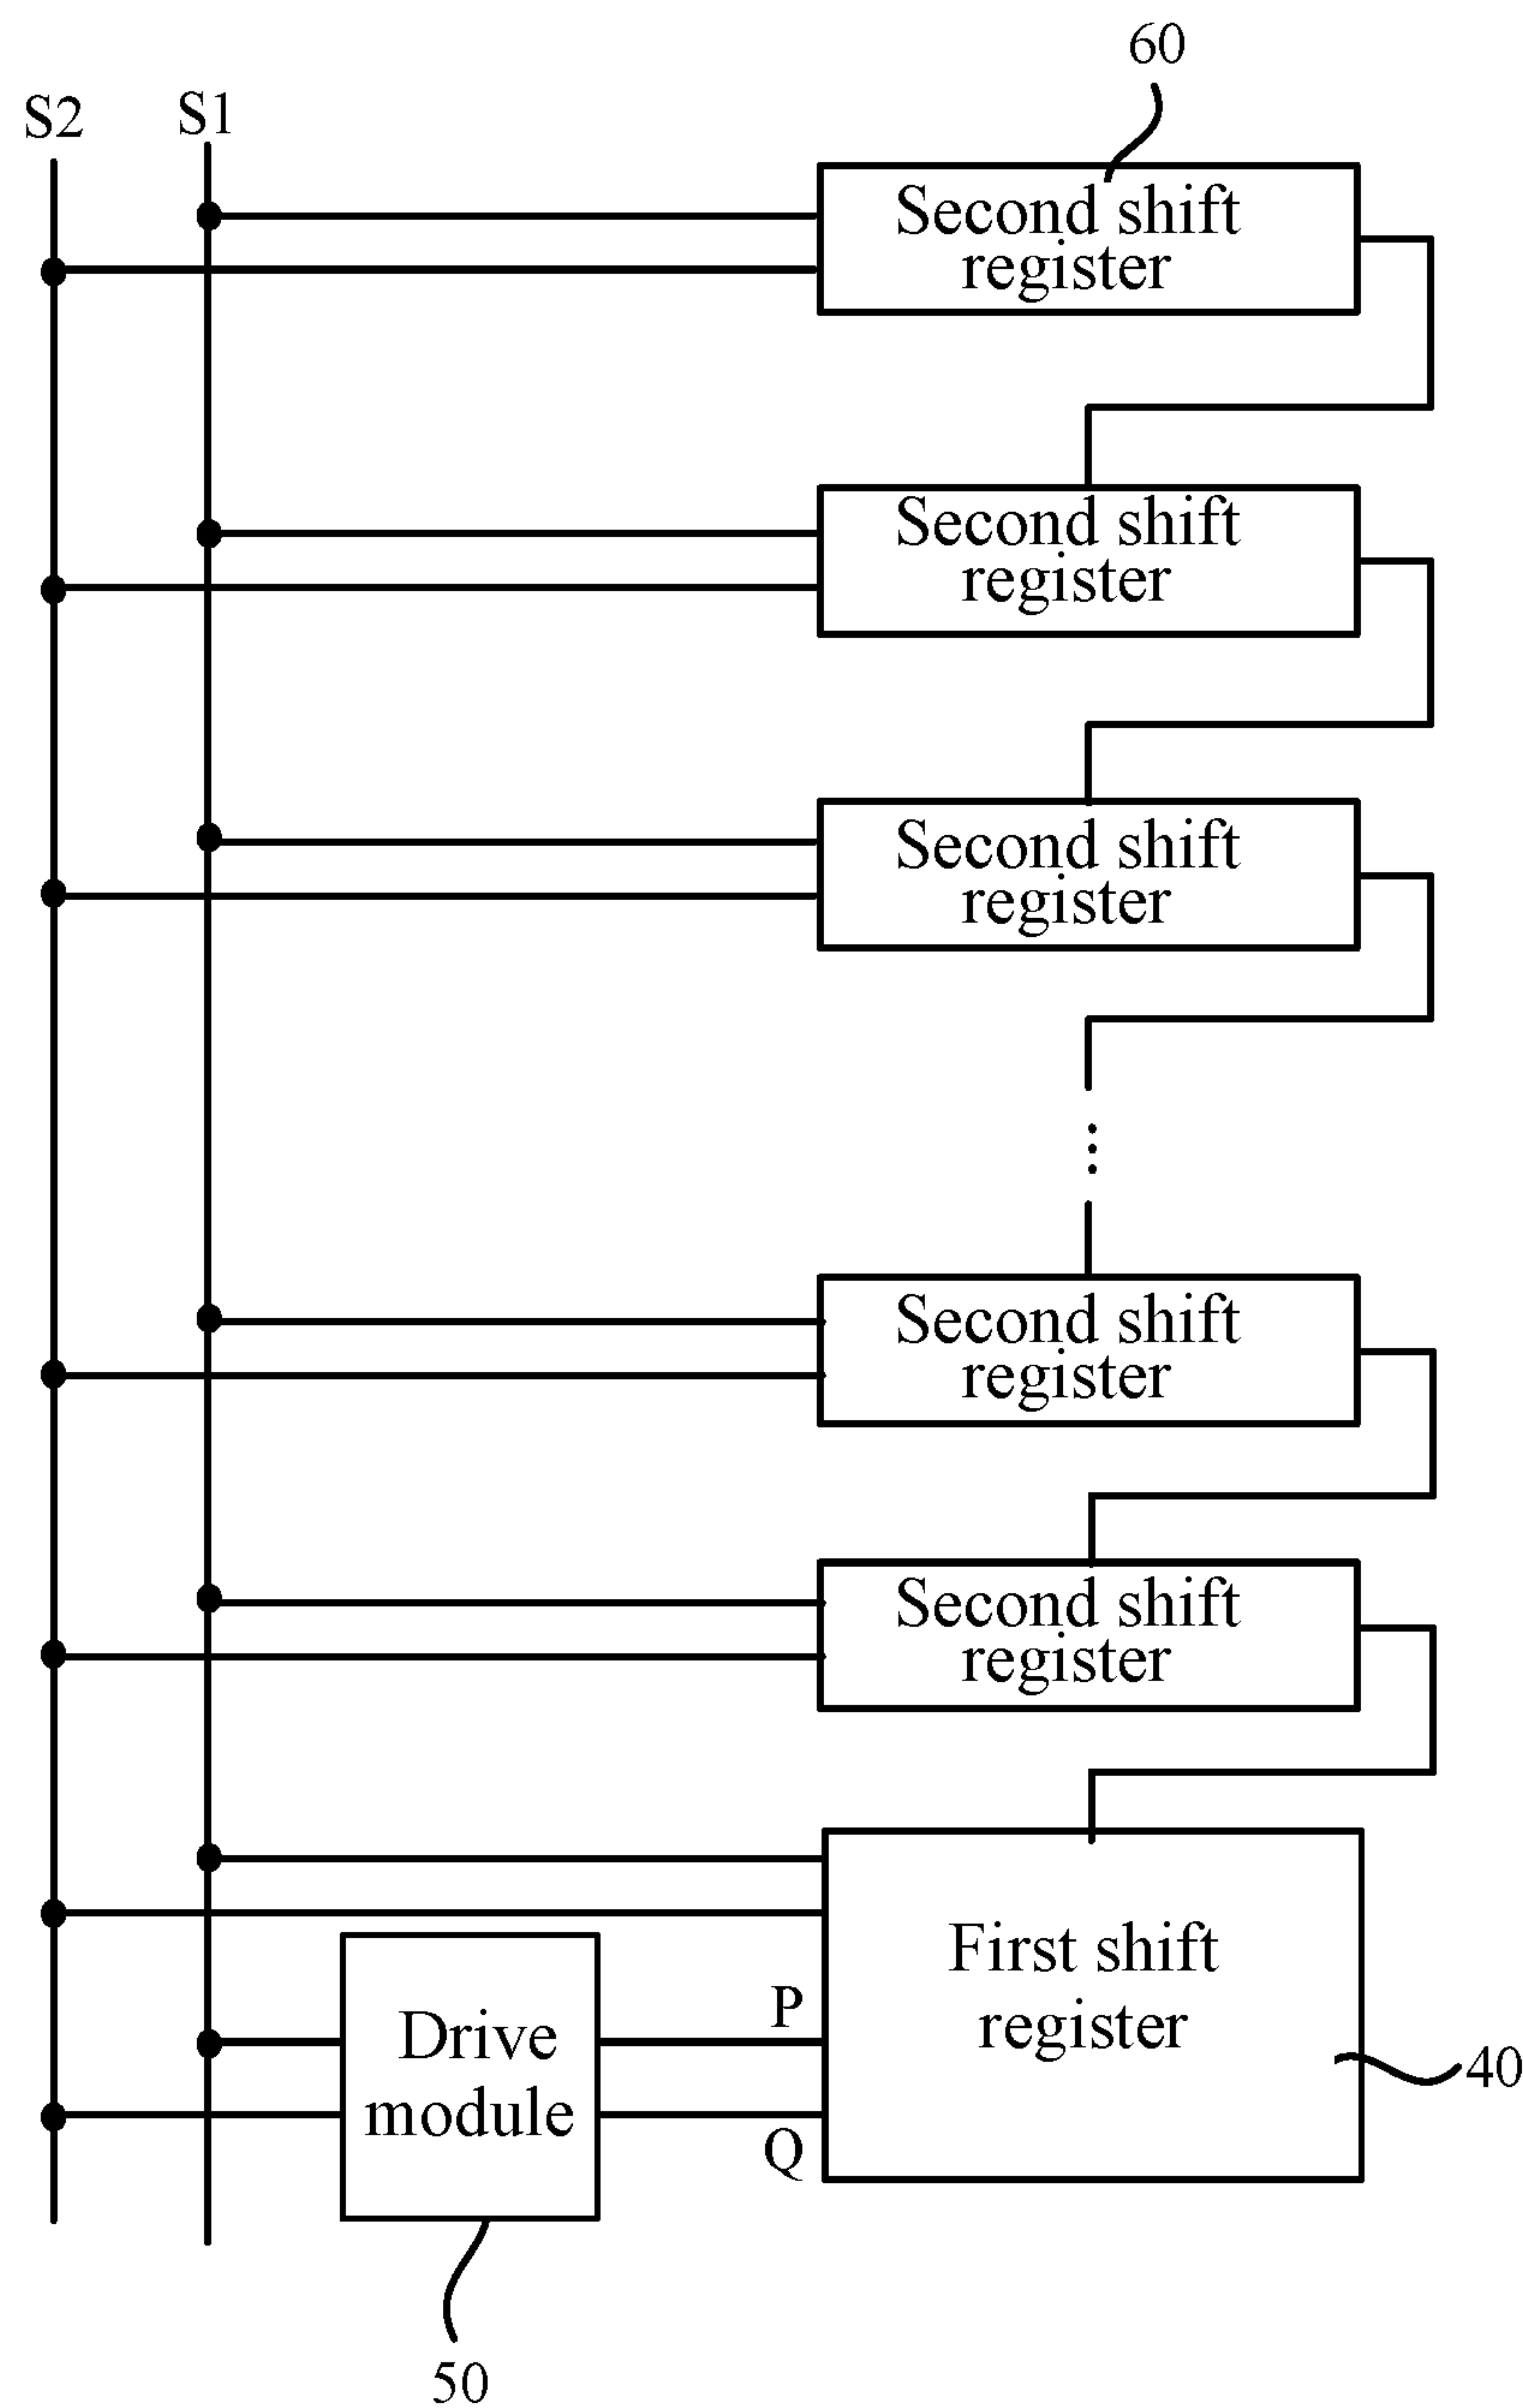 60
S2
S1
Second shift
register
Second shift
register
Second shift
register
Second shift
register
Second shift
register
First shift
register
P
Drive
module
Q
40
50